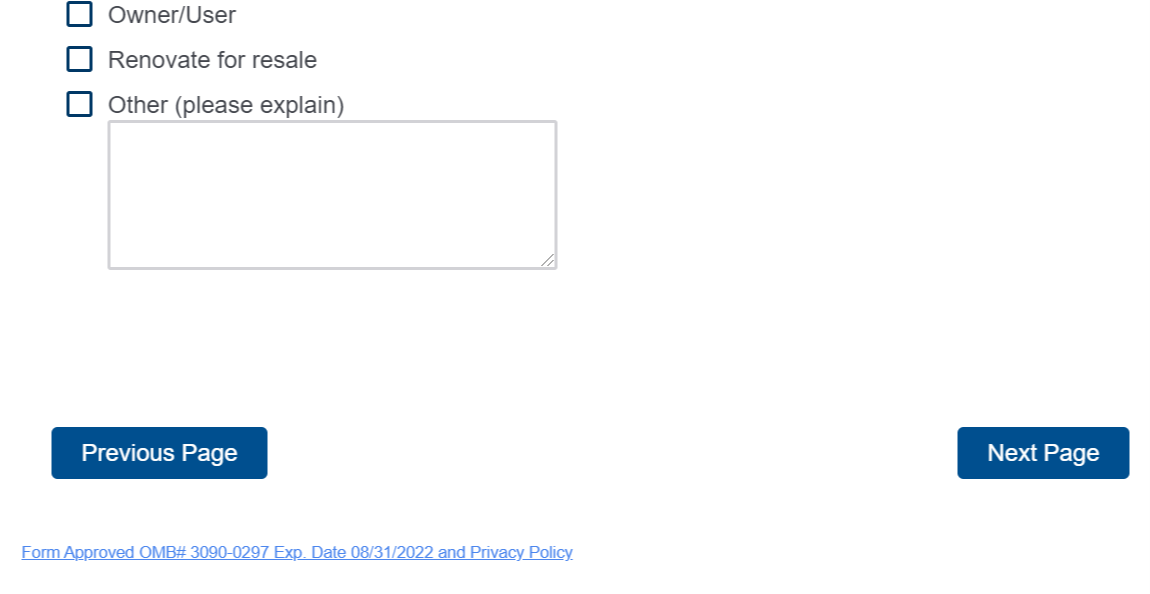 Owner/User
Renovate for resale
Other (please explain)
Previous Page
Next Page
Form Approved OMB# 3090-0297 Exp. Date 08/31/2022 and Privacy Policy